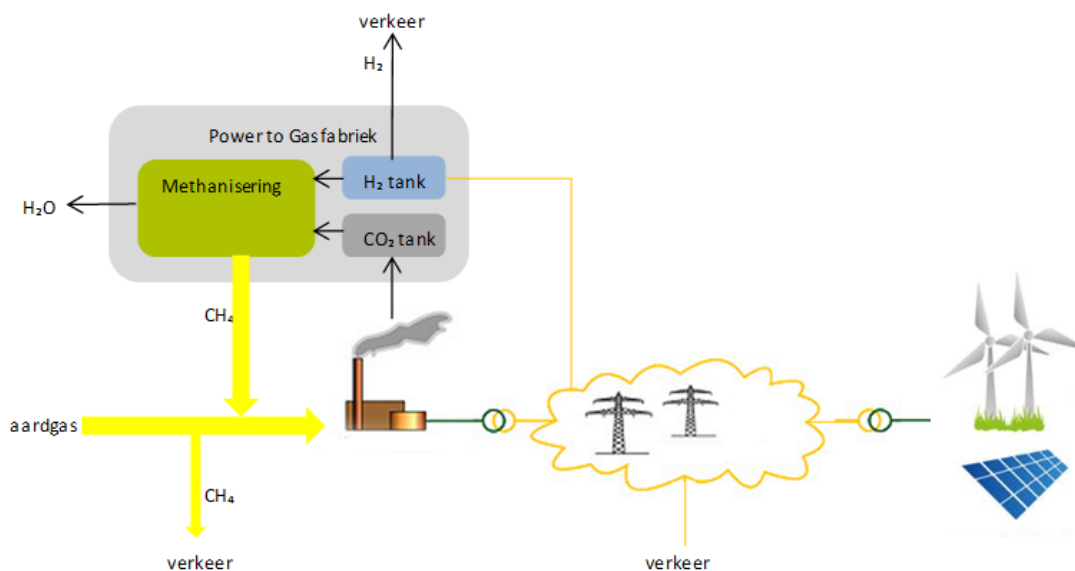 verkeer
H₂
Power to Gasfabriek
Methanisering
H₂ tank
H₂O
CO₂ tank
CH₄
aardgas
CH₄
verkeer
verkeer